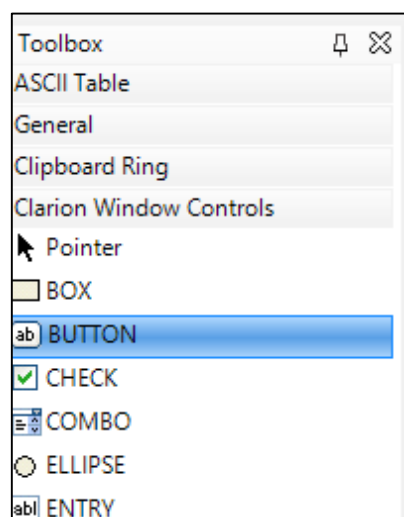 Toolbox
ASCII Table
General
Clipboard Ring
Clarion Window Controls
Pointer
BOX
ab BUTTON
CHECK
COMBO
ELLIPSE
abl ENTRY